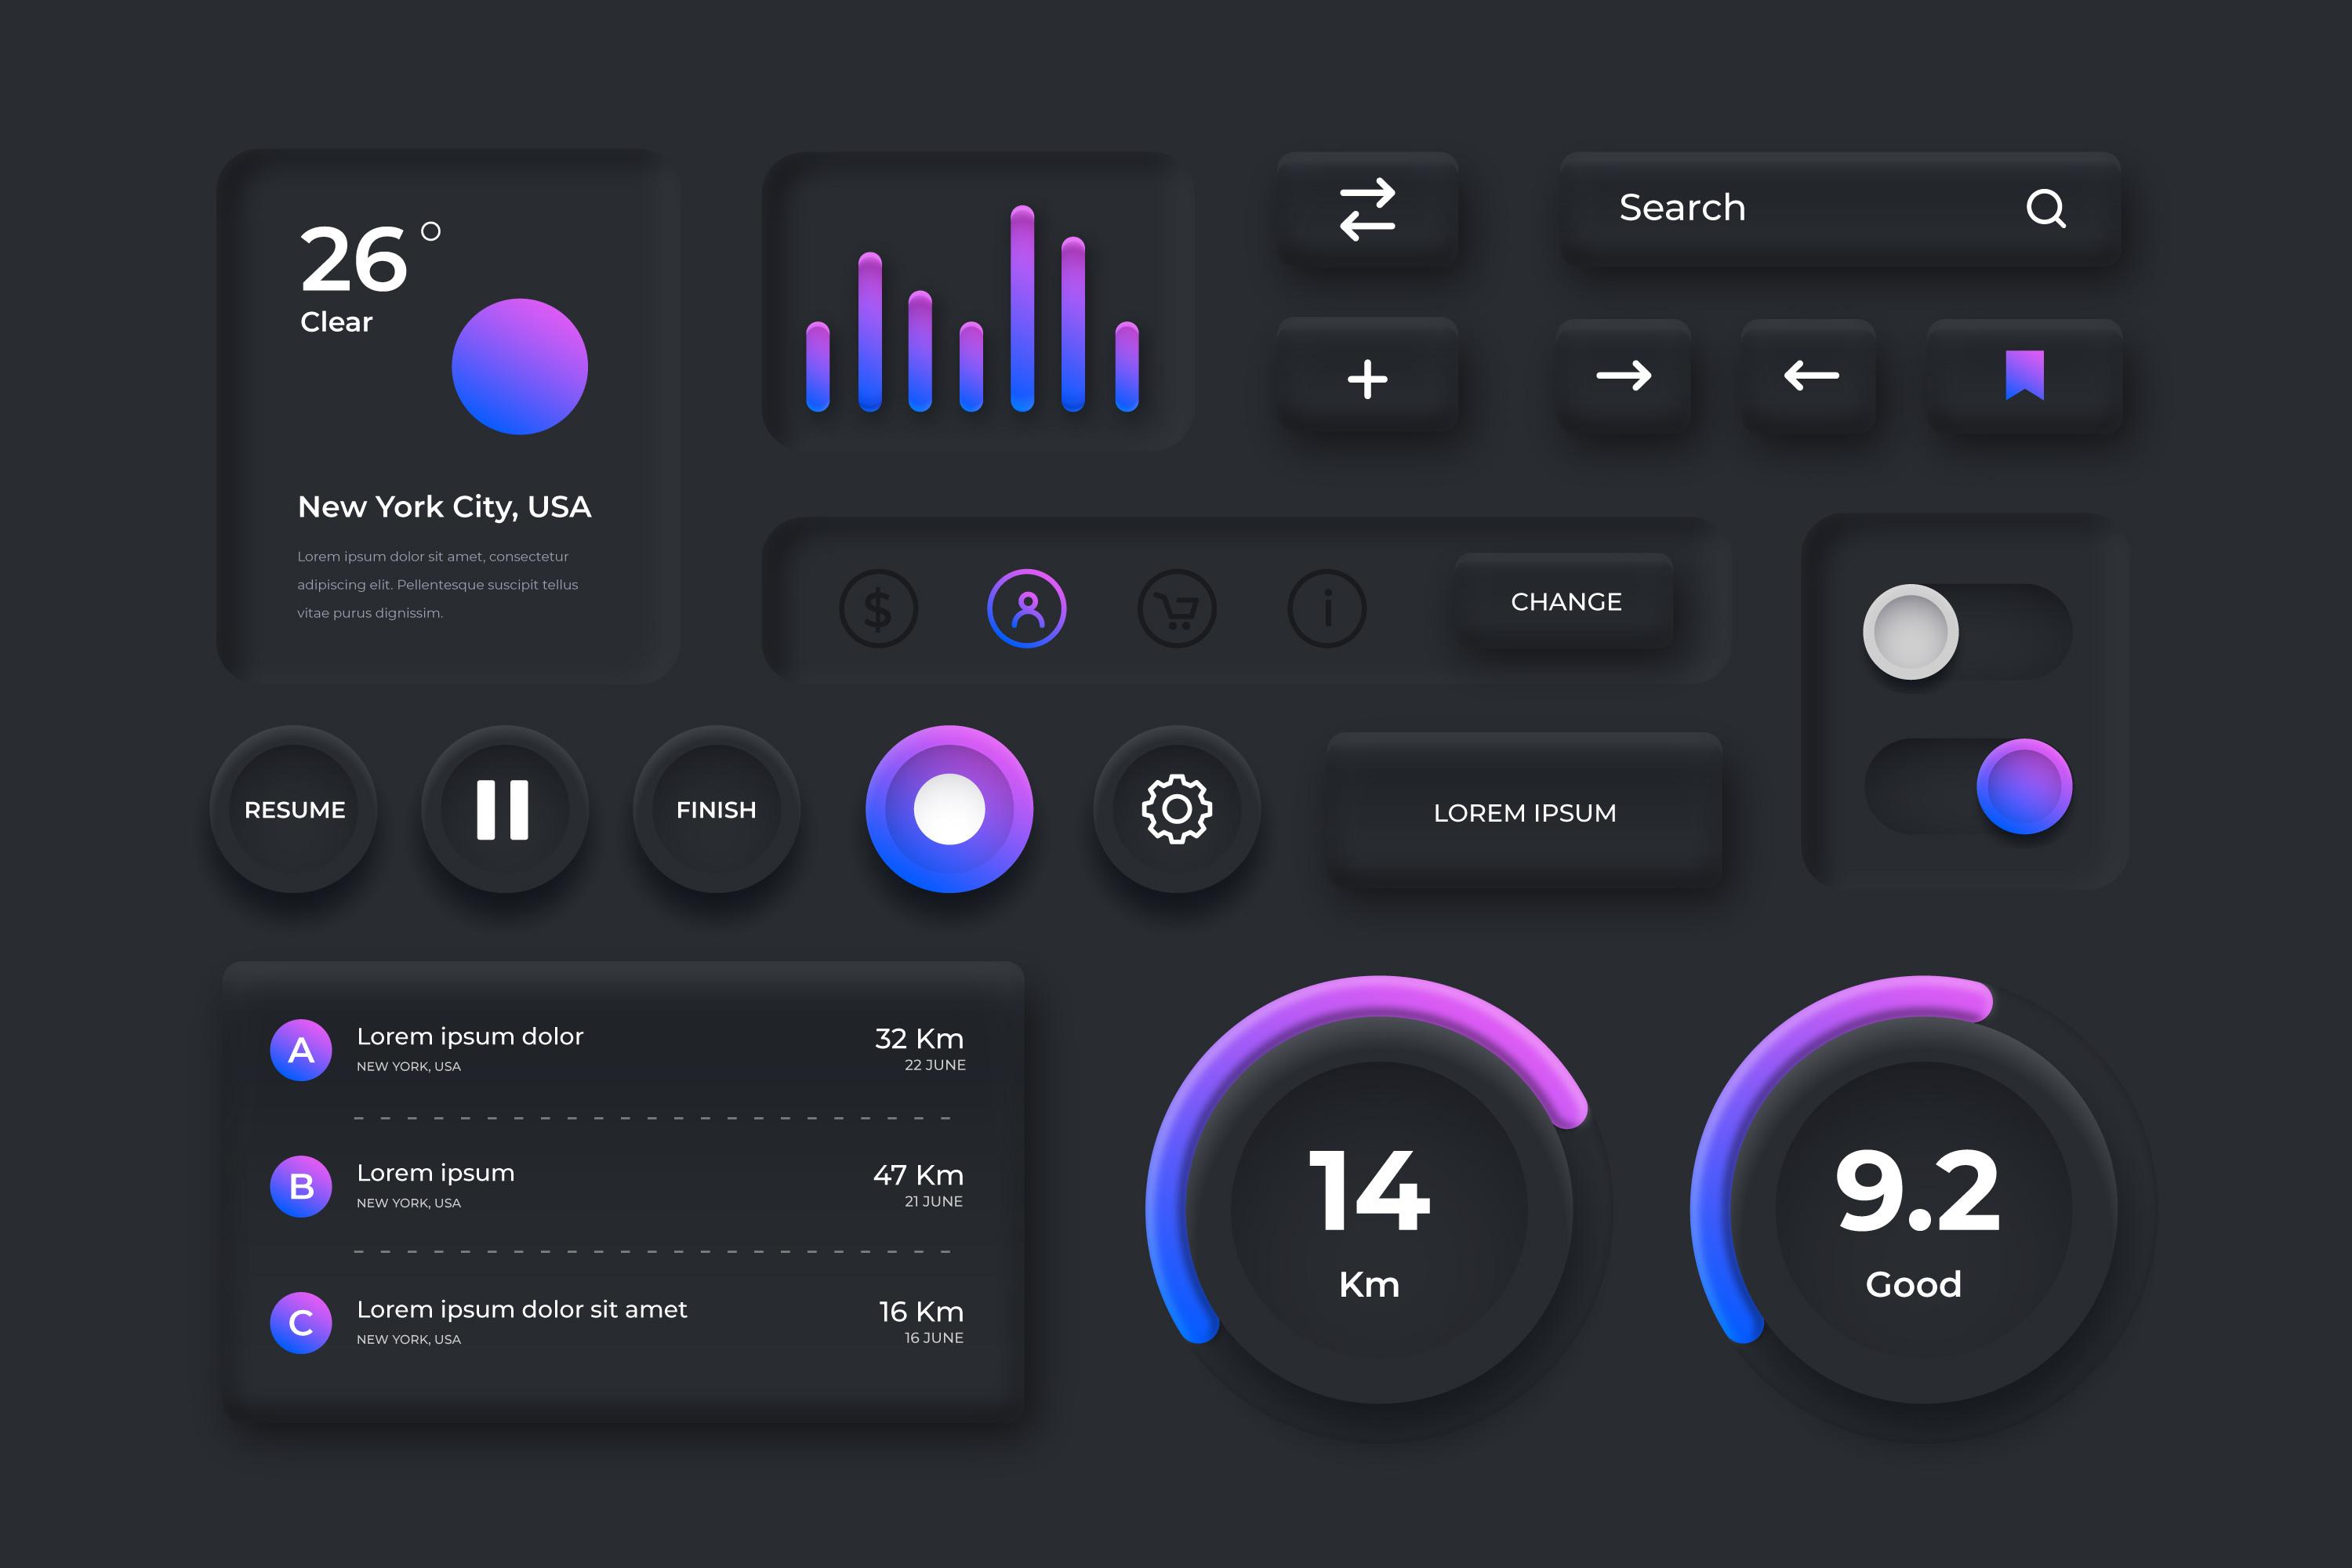 26°
Clear
New York City, USA
Lorem ipsum dolor sit amet, consectetur
adipiscing elit. Pellentesque suscipit tellus
vitae purus dignissim.
Search
$
i
CHANGE
RESUME
FINISH
LOREM IPSUM
A
Lorem ipsum dolor
NEW YORK, USA
32 Km
22 JUNE
B
Lorem ipsum
NEW YORK, USA
47 Km
21 JUNE
C
Lorem ipsum dolor sit amet
NEW YORK, USA
16 Km
16 JUNE
14
Km
9.2
Good